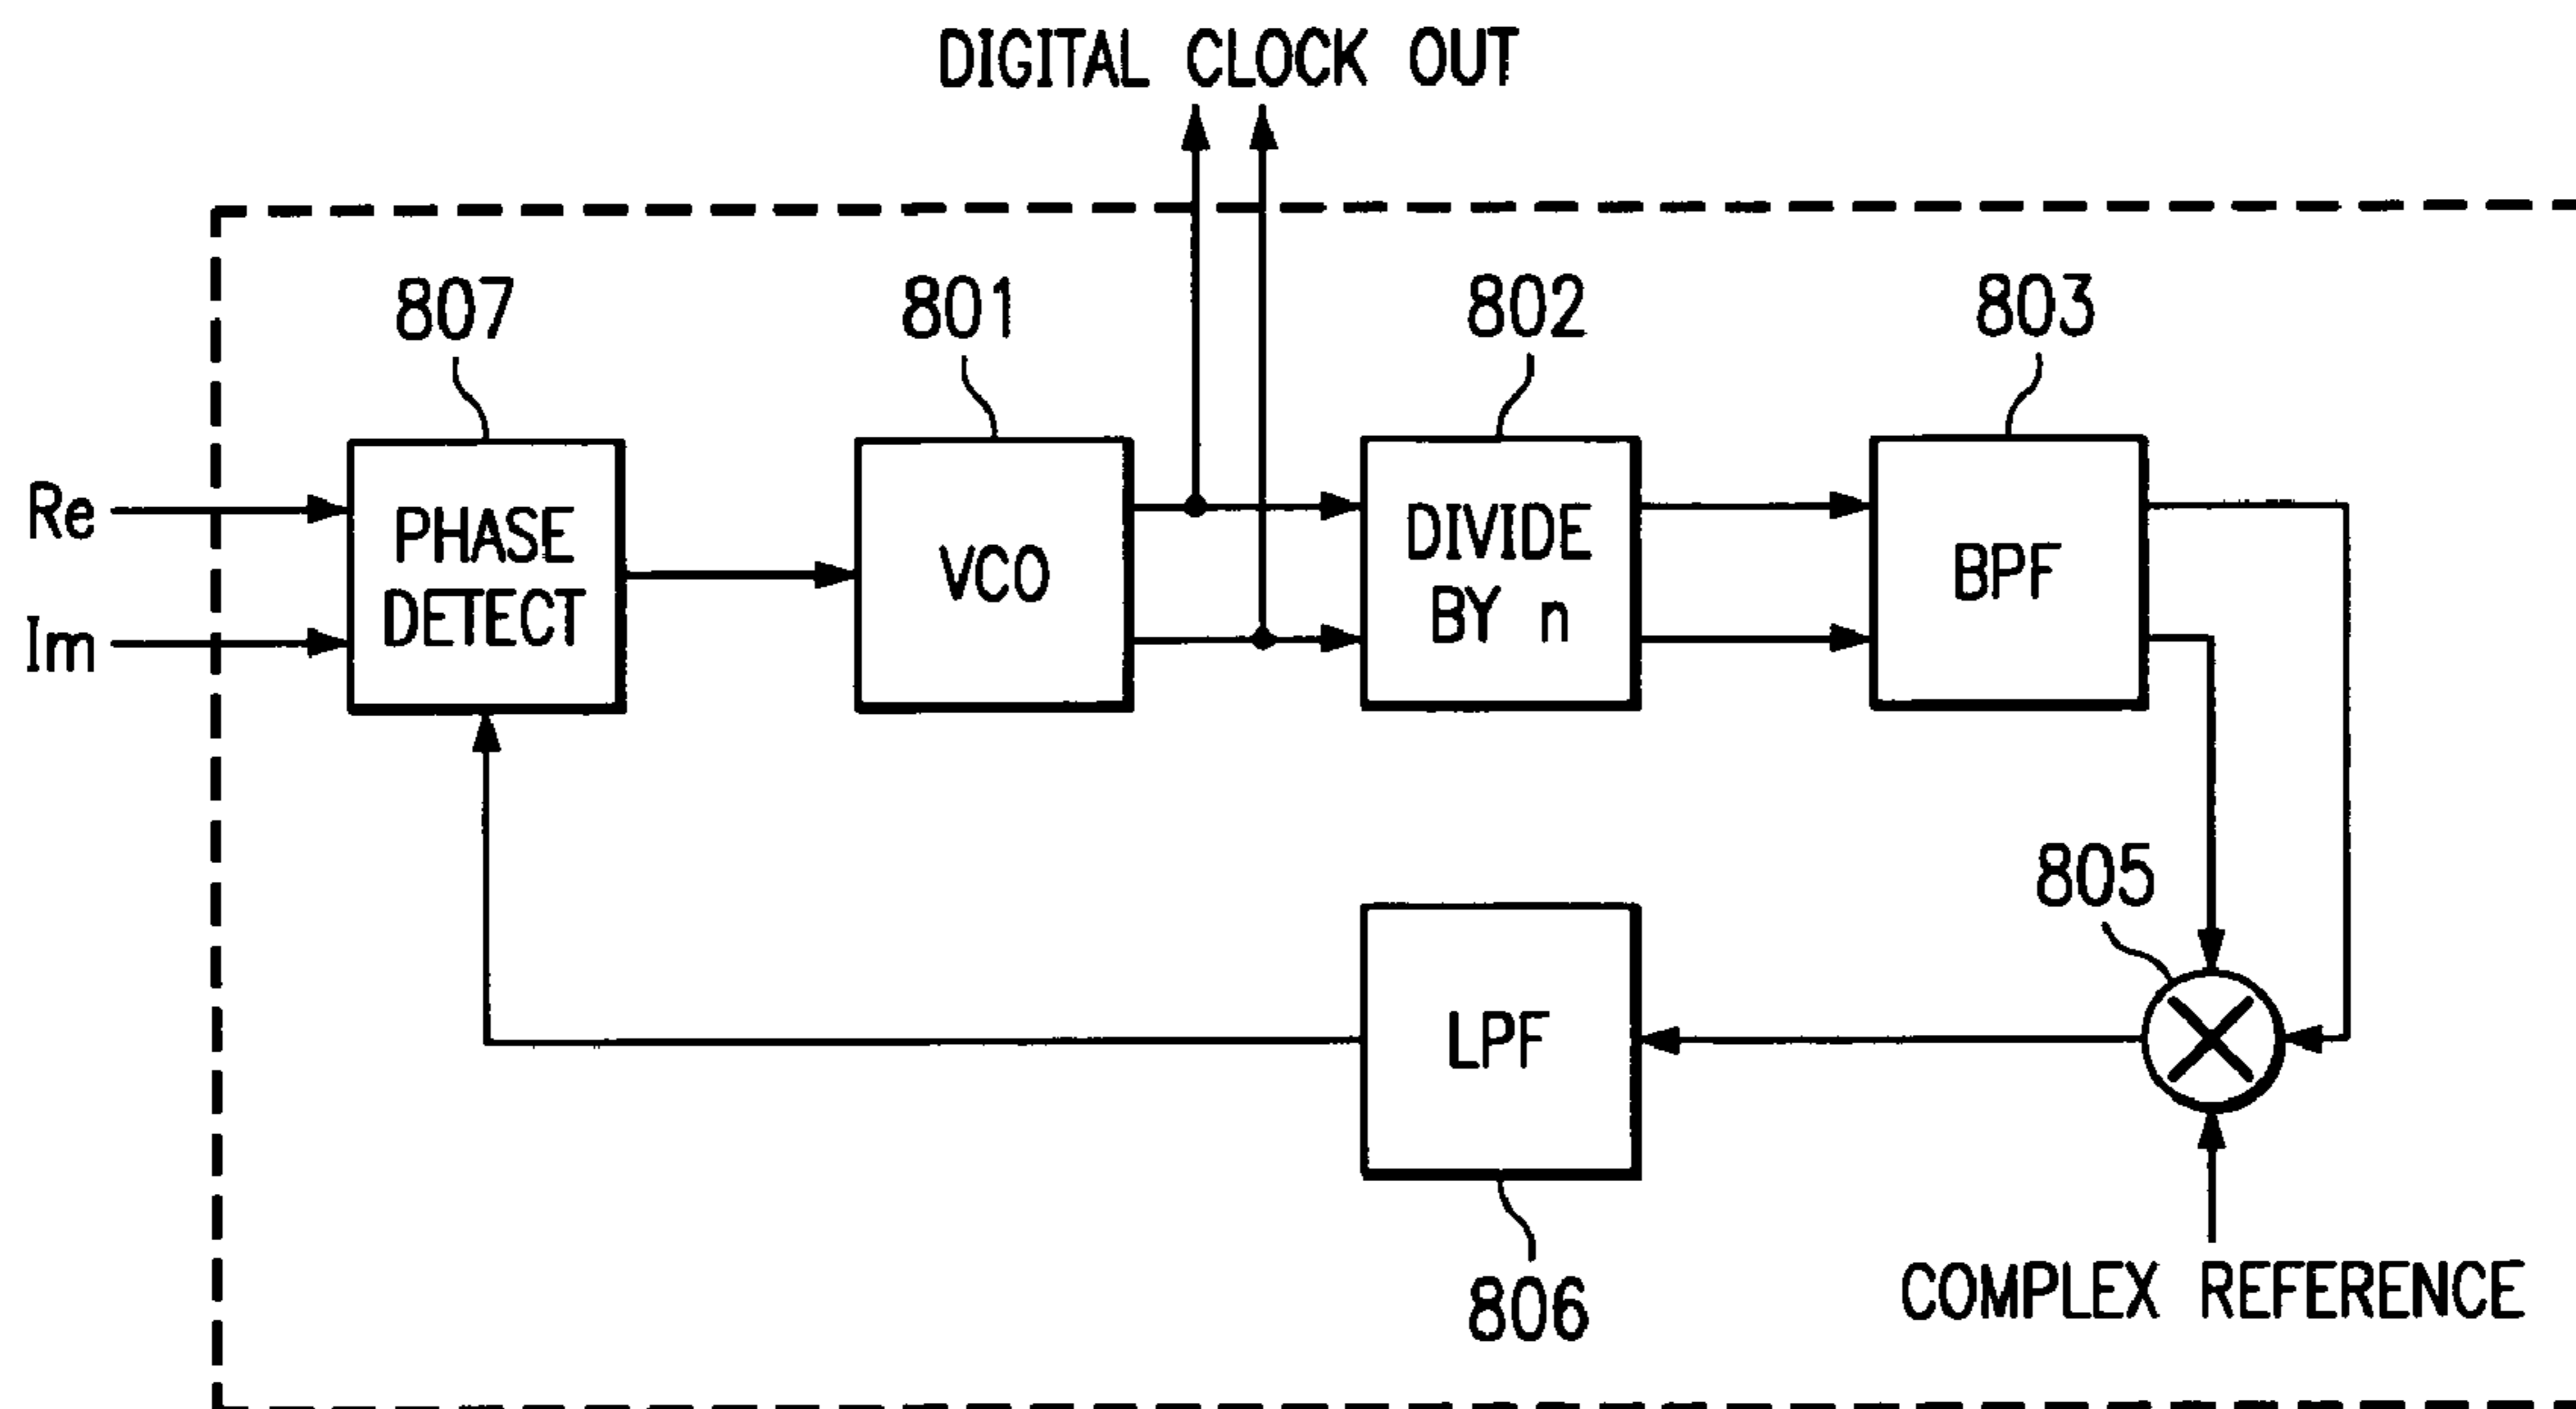 DIGITAL CLOCK OUT
807
801
802
803
Re
Im
PHASE
DETECT
VCO
DIVIDE
BY n
BPF
805
LPF
806
COMPLEX REFERENCE